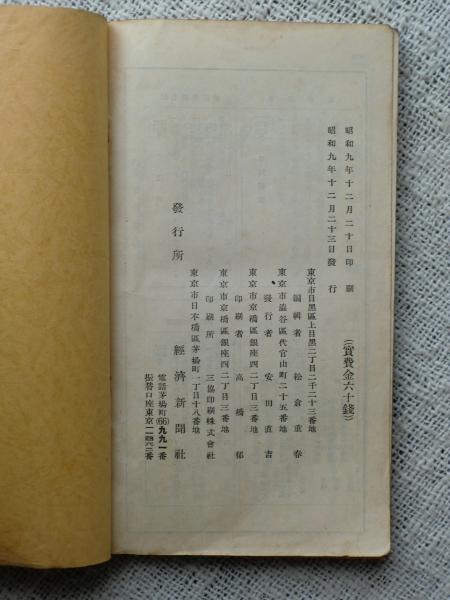 昭和九年十二月二十日印刷
昭和九年十二月二十三日發行
(實費金六十錢)
東京市目黑區上目黑二丁目二千二十三番地
編輯者 松倉重春
東京市澁谷區代官山町二十五番地
發行者 安田直吉
東京市京橋區銀座四二丁目三番地
印刷者 高橋郁
東京市京橋區銀座四二丁目三番地
印刷所 三協印刷株式會社
東京市日本橋區茅場町一丁目十八番地
發行所 經濟新聞社
電話茅場町(66)九九一番
振替口座東京一二四六三番